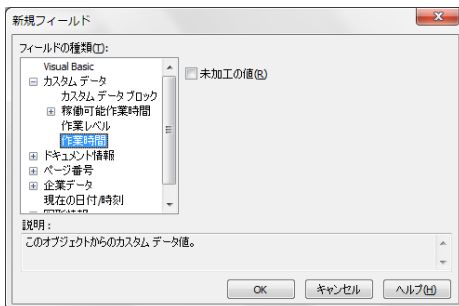 新規フィールド
フィールドの種類(T):
Visual Basic
カスタム データ
カスタム データ ブロック
稼働可能作業時間
作業レベル
作業時間
ドキュメント情報
ページ番号
企業データ
現在の日付/時刻
未加工の値(R)
説明:
このオブジェクトからのカスタム データ値。
OK
キャンセル
ヘルプ(H)